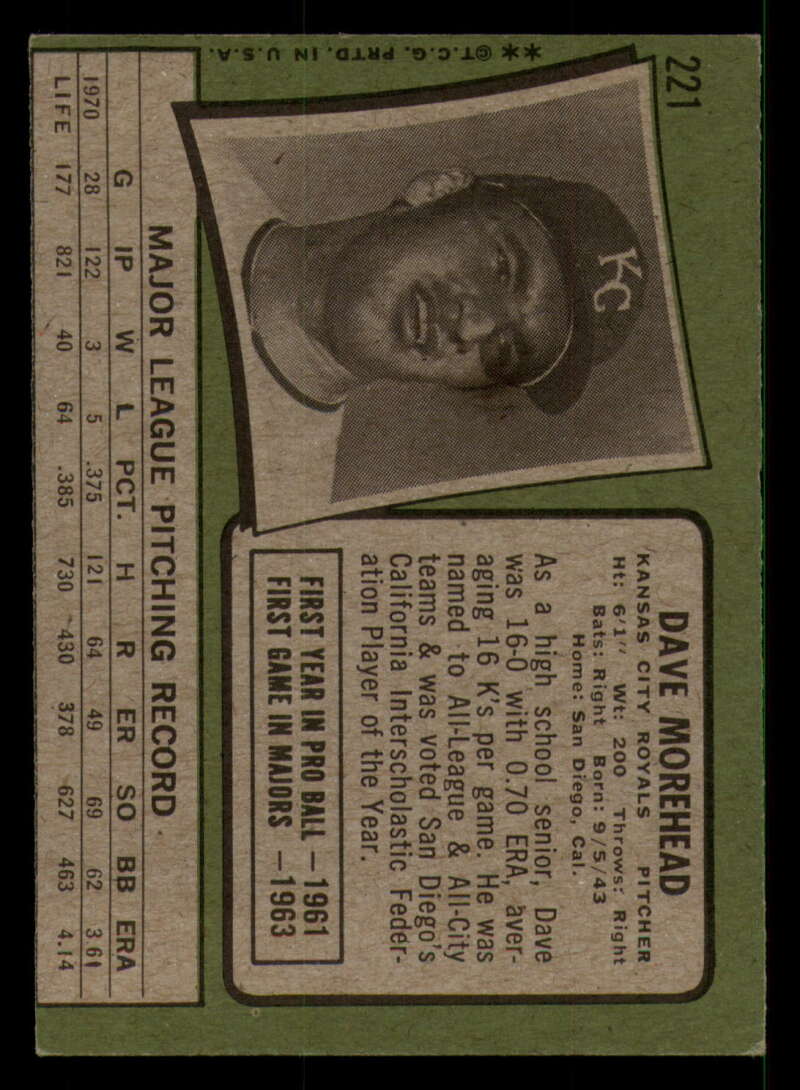 221
** ©T.C.G. PRTD. IN U.S.A.
KC
DAVE MOREHEAD
KANSAS CITY ROYALS PITCHER
Ht: 6'1" Wt: 200 Throws: Right
Bats: Right Born: 9/5/43
Home: San Diego, Cal.
As a high school senior, Dave
was 16-0 with 0.70 ERA, aver-
aging 16 K's per game. He was
named to All-League & All-City
teams & was voted San Diego's
California Interscholastic Feder-
ation Player of the Year.
FIRST YEAR IN PRO BALL —1961
FIRST GAME IN MAJORS —1963
MAJOR LEAGUE PITCHING RECORD
G IP W L PCT. H R ER SO BB ERA
1970 28 122 3 5 .375 121 64 49 69 62 3.61
LIFE 177 821 40 64 .385 730 430 378 627 463 4.14